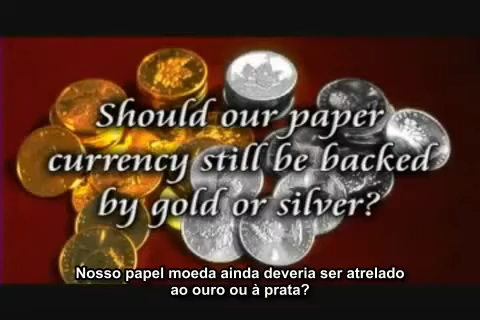 Should our paper
currency still be backed
by gold or silver?
Nosso papel moeda ainda deveria ser atrelado
ao ouro ou à prata?